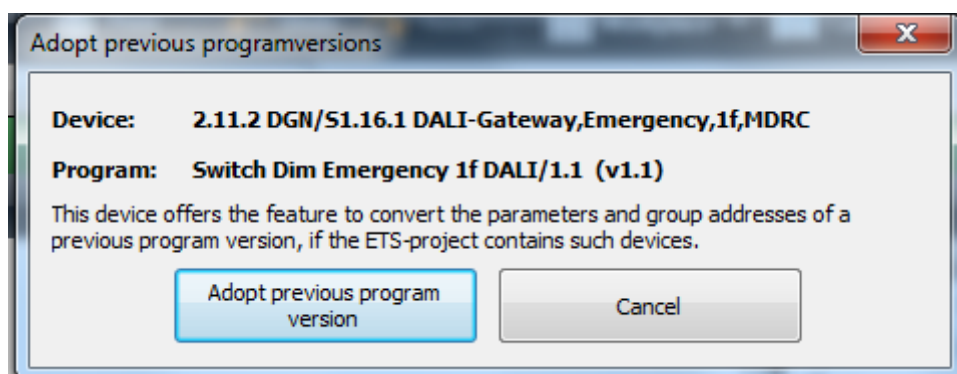 Adopt previous programversions
Device: 2.11.2 DGN/S1.16.1 DALI-Gateway,Emergency,1f,MDRC
Program: Switch Dim Emergency 1f DALI/1.1 (v1.1)
This device offers the feature to convert the parameters and group addresses of a
previous program version, if the ETS-project contains such devices.
Adopt previous program
version
Cancel